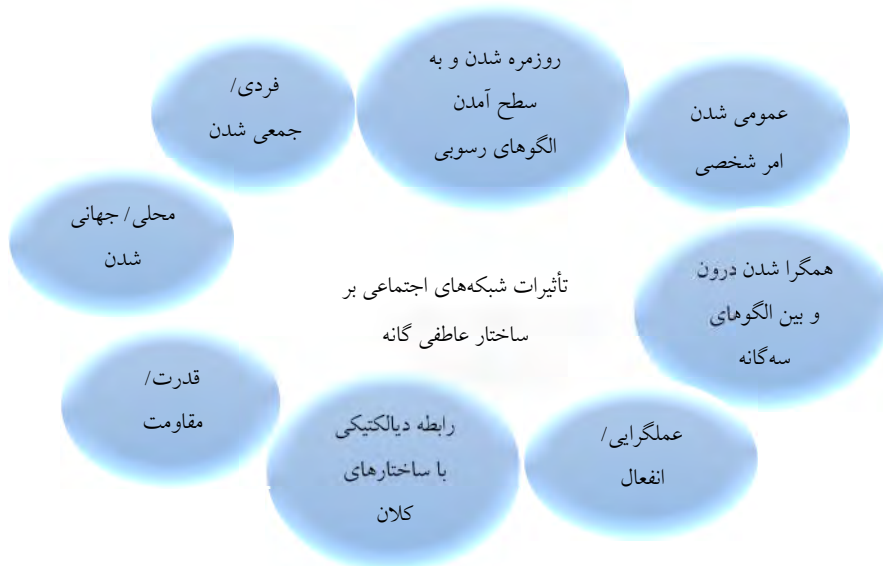 روزمره شدن و به
سطح آمدن
الگوهای رسوبی
عمومی شدن
امر شخصی
همگرا شدن درون
و بین الگوهای
سه‌گانه
عملگرایی/
انفعال
رابطه دیالکتیکی
با ساختارهای
کلان
قدرت/
مقاومت
محلی/ جهانی
شدن
فردی/
جمعی شدن
تأثیرات شبکه‌های اجتماعی بر
ساختار عاطفی گانه